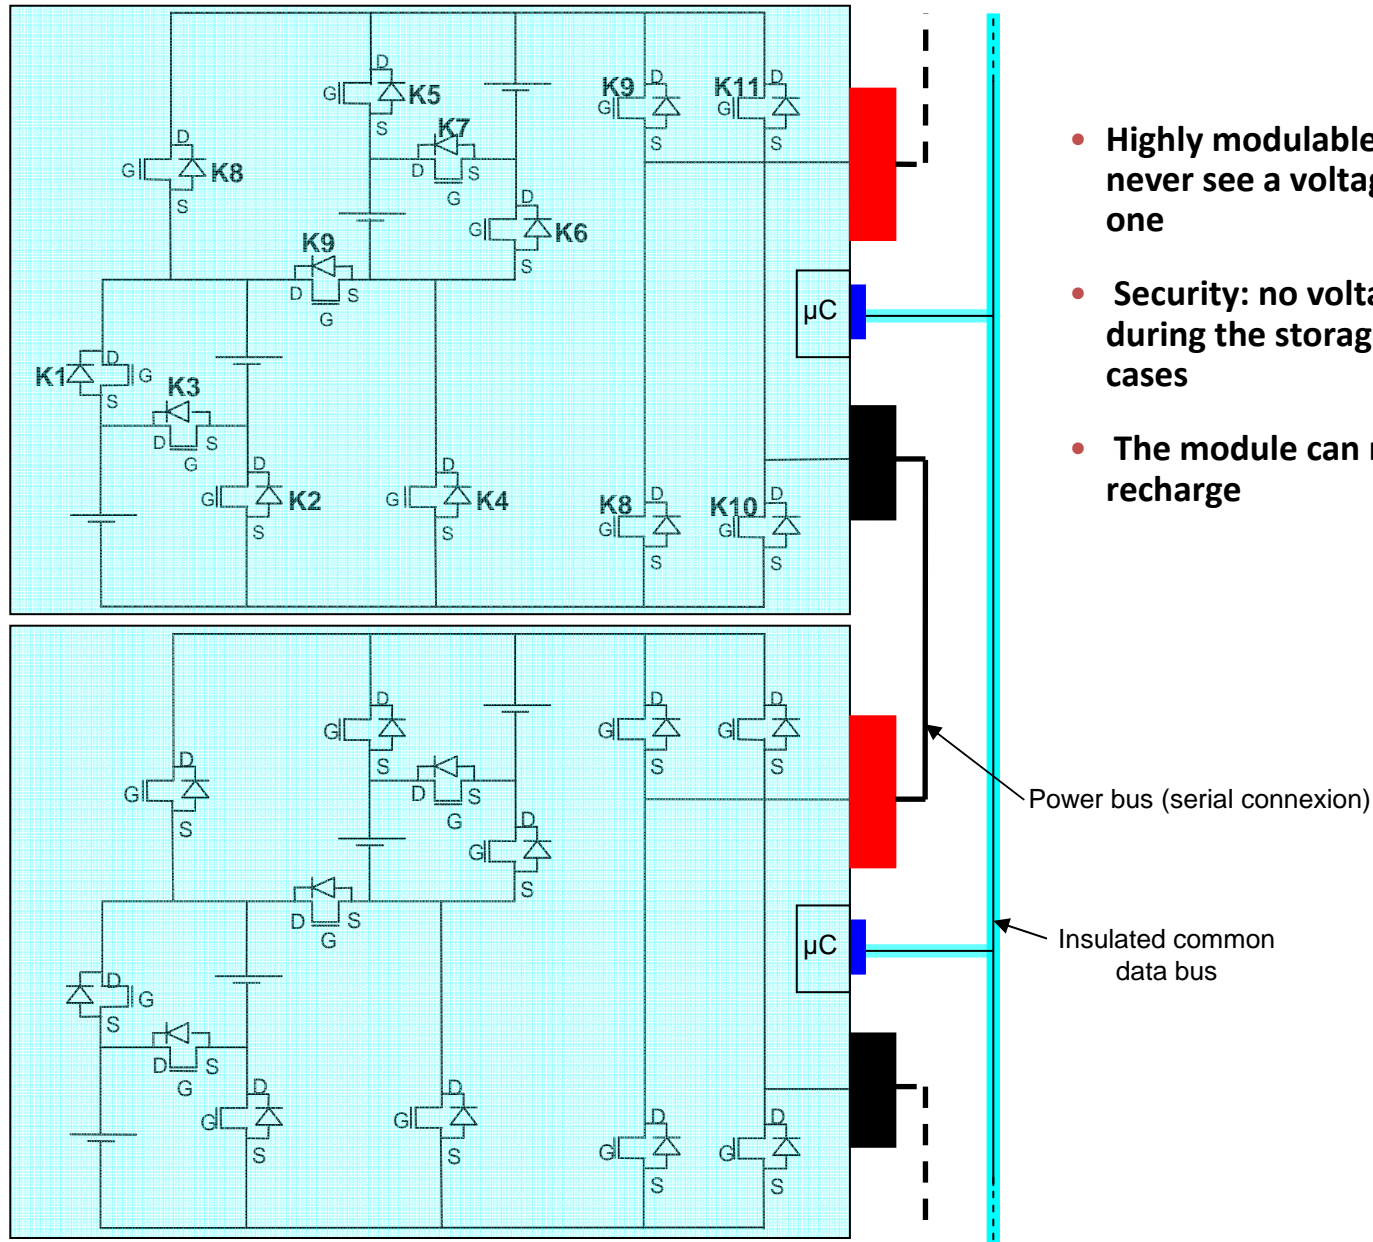 D
G
K5
S
K9
D
G
S
K11
D
G
S
K7
D
S
G
D
G
K8
S
D
G
K6
S
K9
D
S
G
K1
D
G
S
K3
D
S
G
D
G
K2
S
D
G
K4
S
K8
D
G
S
K10
D
G
S
µC
• Highly modulable
never see a voltag
one
• Security: no volta
during the storag
cases
• The module can r
recharge
D
G
S
D
G
S
D
G
S
D
S
G
D
G
S
D
G
S
D
S
G
D
G
S
D
S
G
D
G
S
D
G
S
D
G
S
D
G
S
µC
Power bus (serial connexion)
Insulated common
data bus